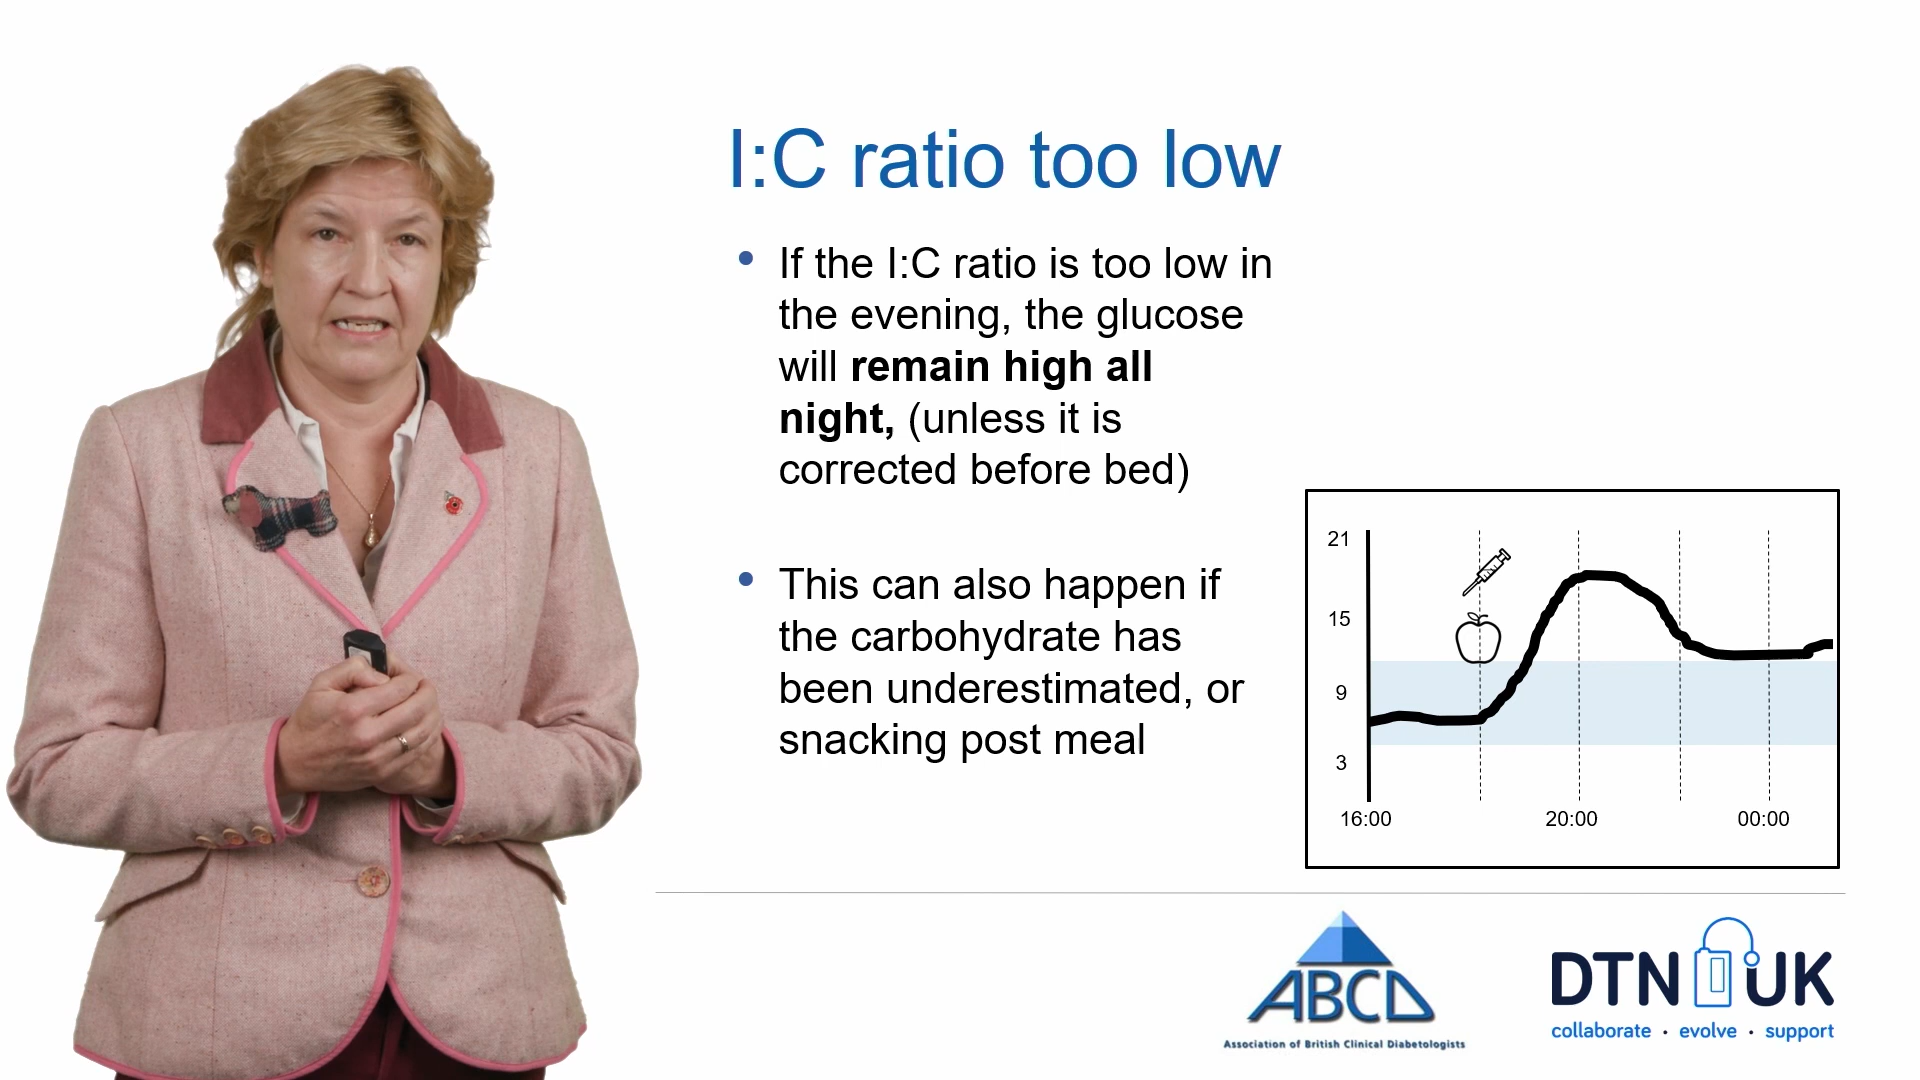 I:C ratio too low
• If the I:C ratio is too low in
the evening, the glucose
will remain high all
night, (unless it is
corrected before bed)
• This can also happen if
the carbohydrate has
been underestimated, or
snacking post meal
21
15
9
3
16:00
20:00
00:00
ABCD
Association of British Clinical Diabetologists
DTN UK
collaborate • evolve • support